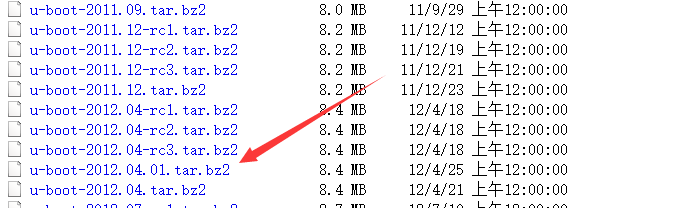 u-boot-2011.09.tar.bz2 8.0 MB 11/9/29 上午12:00:00
u-boot-2011.12-rc1.tar.bz2 8.2 MB 11/12/12 上午12:00:00
u-boot-2011.12-rc2.tar.bz2 8.2 MB 11/12/19 上午12:00:00
u-boot-2011.12-rc3.tar.bz2 8.2 MB 11/12/21 上午12:00:00
u-boot-2011.12.tar.bz2 8.2 MB 11/12/23 上午12:00:00
u-boot-2012.04-rc1.tar.bz2 8.4 MB 12/4/18 上午12:00:00
u-boot-2012.04-rc2.tar.bz2 8.4 MB 12/4/18 上午12:00:00
u-boot-2012.04-rc3.tar.bz2 8.4 MB 12/4/18 上午12:00:00
u-boot-2012.04.01.tar.bz2 8.4 MB 12/4/25 上午12:00:00
u-boot-2012.04.tar.bz2 8.4 MB 12/4/21 上午12:00:00